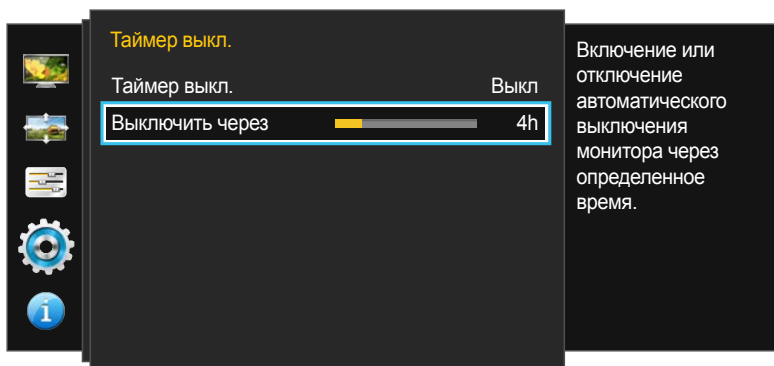 Таймер выкл.
Таймер выкл. Выкл
Выключить через 4h
Включение или
отключение
автоматического
выключения
монитора через
определенное
время.
i